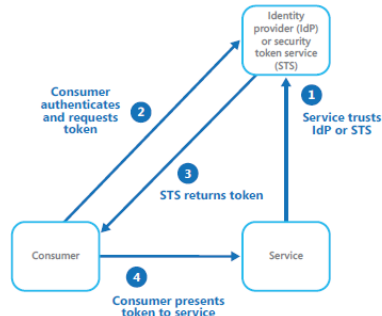 Identity
provider (IdP)
or security
token service
(STS)
Consumer
authenticates
and requests
token
2
1
Service trusts
IdP or STS
3
STS returns token
Consumer
Service
4
Consumer presents
token to service